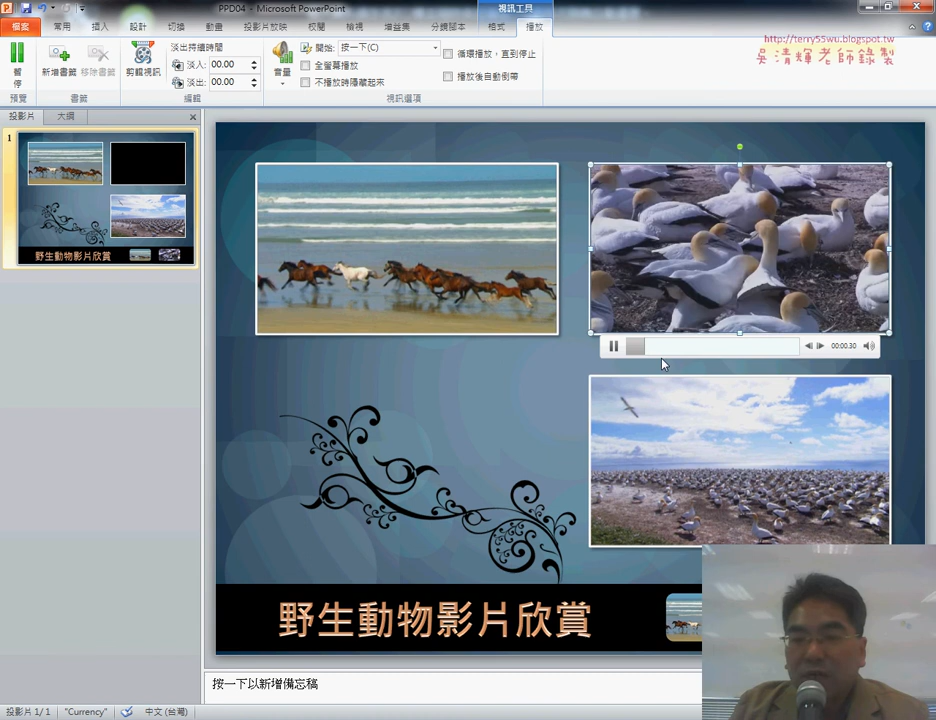 PPD04 - Microsoft PowerPoint
視訊工具
檔案 常用 插入 設計 切換 動畫 投影片放映 校閱 檢視 增益集 分鏡腳本 格式 播放
http://terry55wu.blogspot.tw
吳清輝老師錄製
暫停
預覽
新增書籤 移除書籤
書籤
剪輯視訊
淡出持續時間
淡入: 00.00
淡出: 00.00
編輯
音量
開始: 按一下(C)
全螢幕播放
不播放時隱藏起來
循環播放，直到停止
播放後自動倒帶
視訊選項
投影片 大綱
1
野生動物影片欣賞
00:00.30
野生動物影片欣賞
按一下以新增備忘稿
投影片 1/1 "Currency" 中文 (台灣)